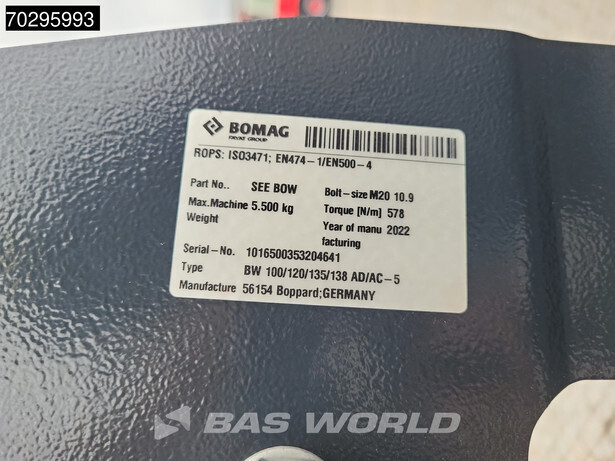 70295993
BOMAG
FAYAT GROUP
ROPS: ISO3471; EN474-1/EN500-4
Part No.. SEE BOW Bolt-size M20 10.9
Max.Machine 5.500 kg Torque [N/m] 578
Weight Year of manu 2022
facturing
Serial-No. 1016500353204641
Type BW 100/120/135/138 AD/AC-5
Manufacture 56154 Boppard;GERMANY
BAS WORLD